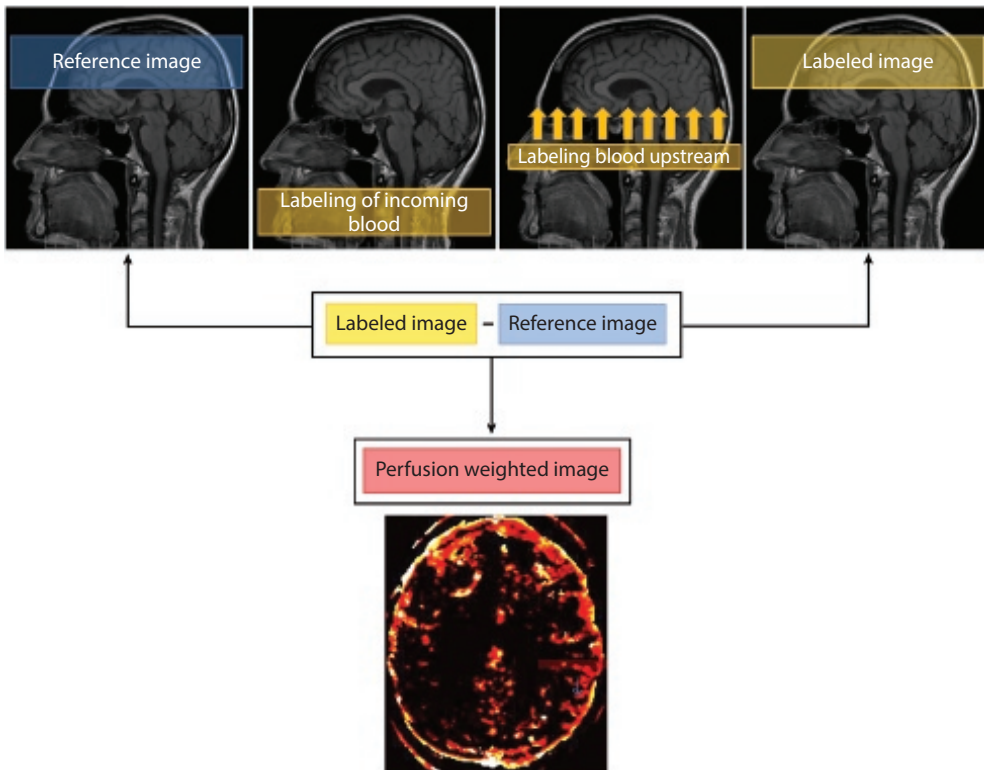 Reference image
Labeling of incoming
blood
Labeling blood upstream
Labeled image
Labeled image - Reference image
Perfusion weighted image